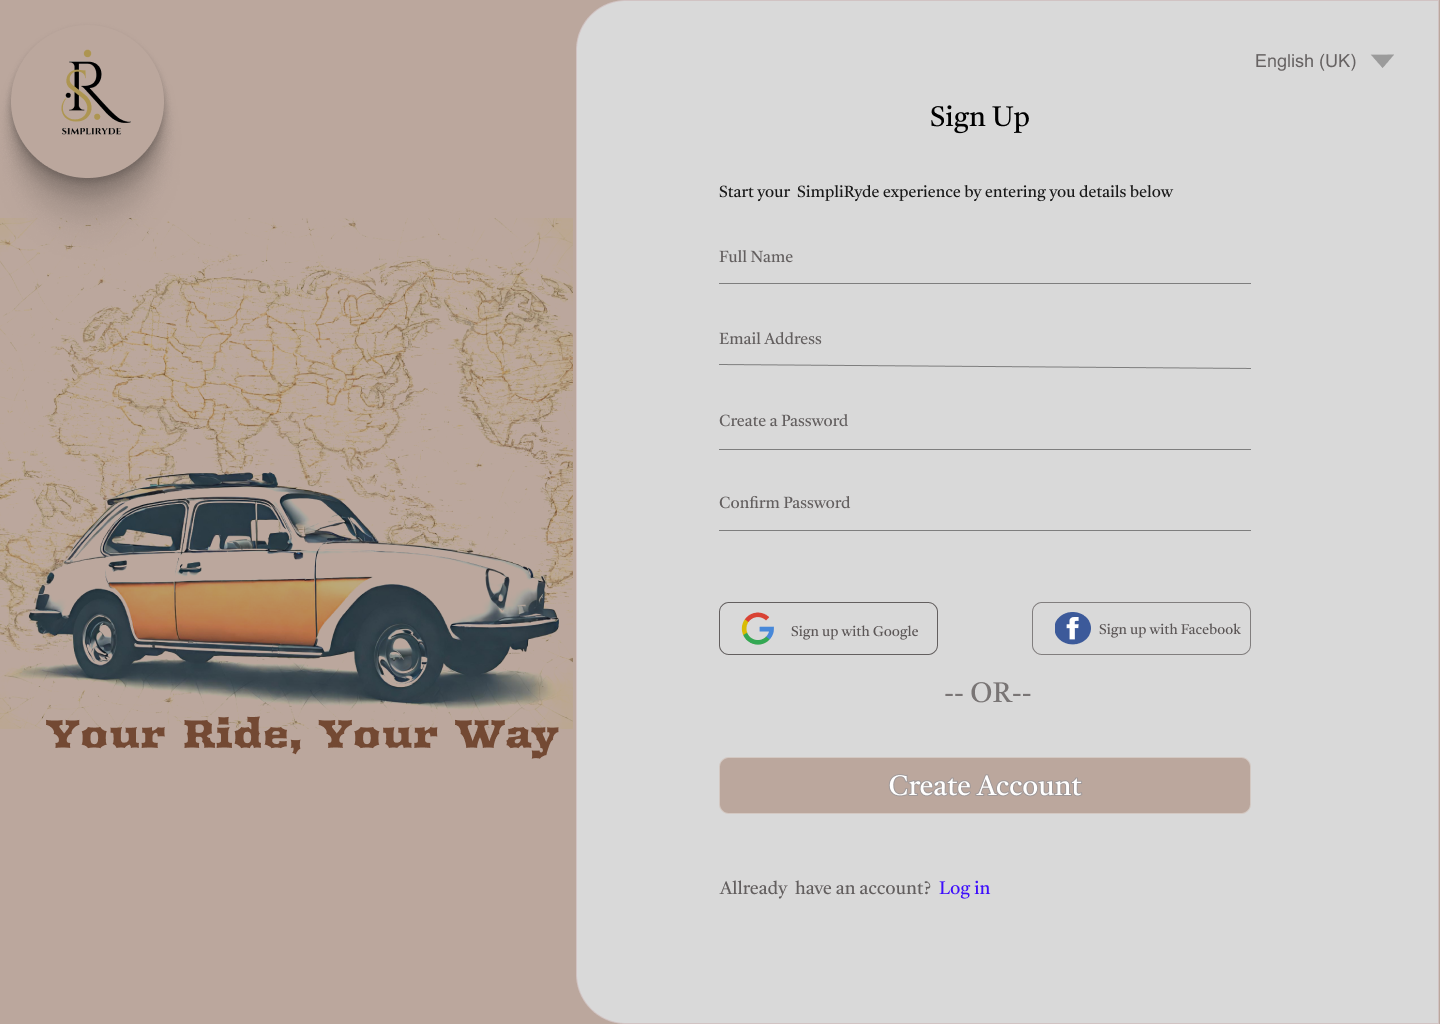 SR
SIMPLIRYDE
Your Ride, Your Way
English (UK)
Sign Up
Start your  SimpliRyde experience by entering you details below
Full Name
Email Address
Create a Password
Confirm Password
Sign up with Google
Sign up with Facebook
-- OR--
Create Account
Allready  have an account?  Log in